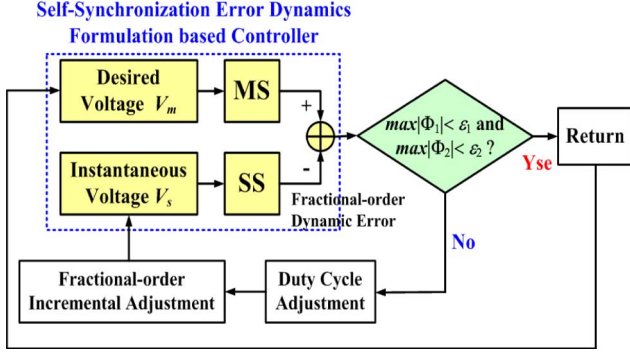 Self-Synchronization Error Dynamics
Formulation based Controller
Desired
Voltage Vm
MS
+
Instantaneous
Voltage Vs
SS
-
Fractional-order
Dynamic Error
max|Φ1|< ε1 and
max|Φ2|< ε2 ?
Yse
Return
No
Fractional-order
Incremental Adjustment
Duty Cycle
Adjustment